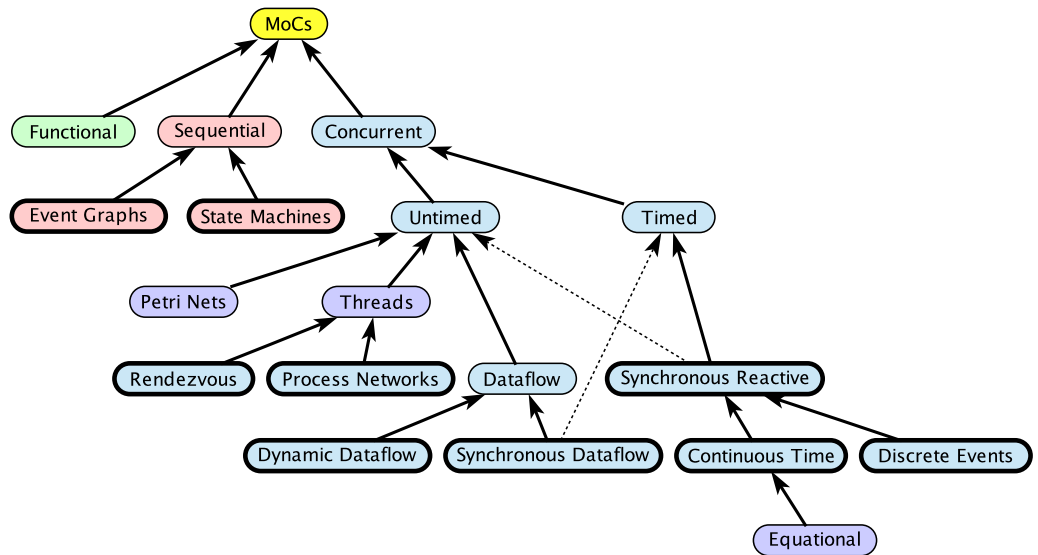 MoCs
Functional
Sequential
Concurrent
Event Graphs
State Machines
Untimed
Timed
Petri Nets
Threads
Rendezvous
Process Networks
Dataflow
Synchronous Reactive
Dynamic Dataflow
Synchronous Dataflow
Continuous Time
Discrete Events
Equational